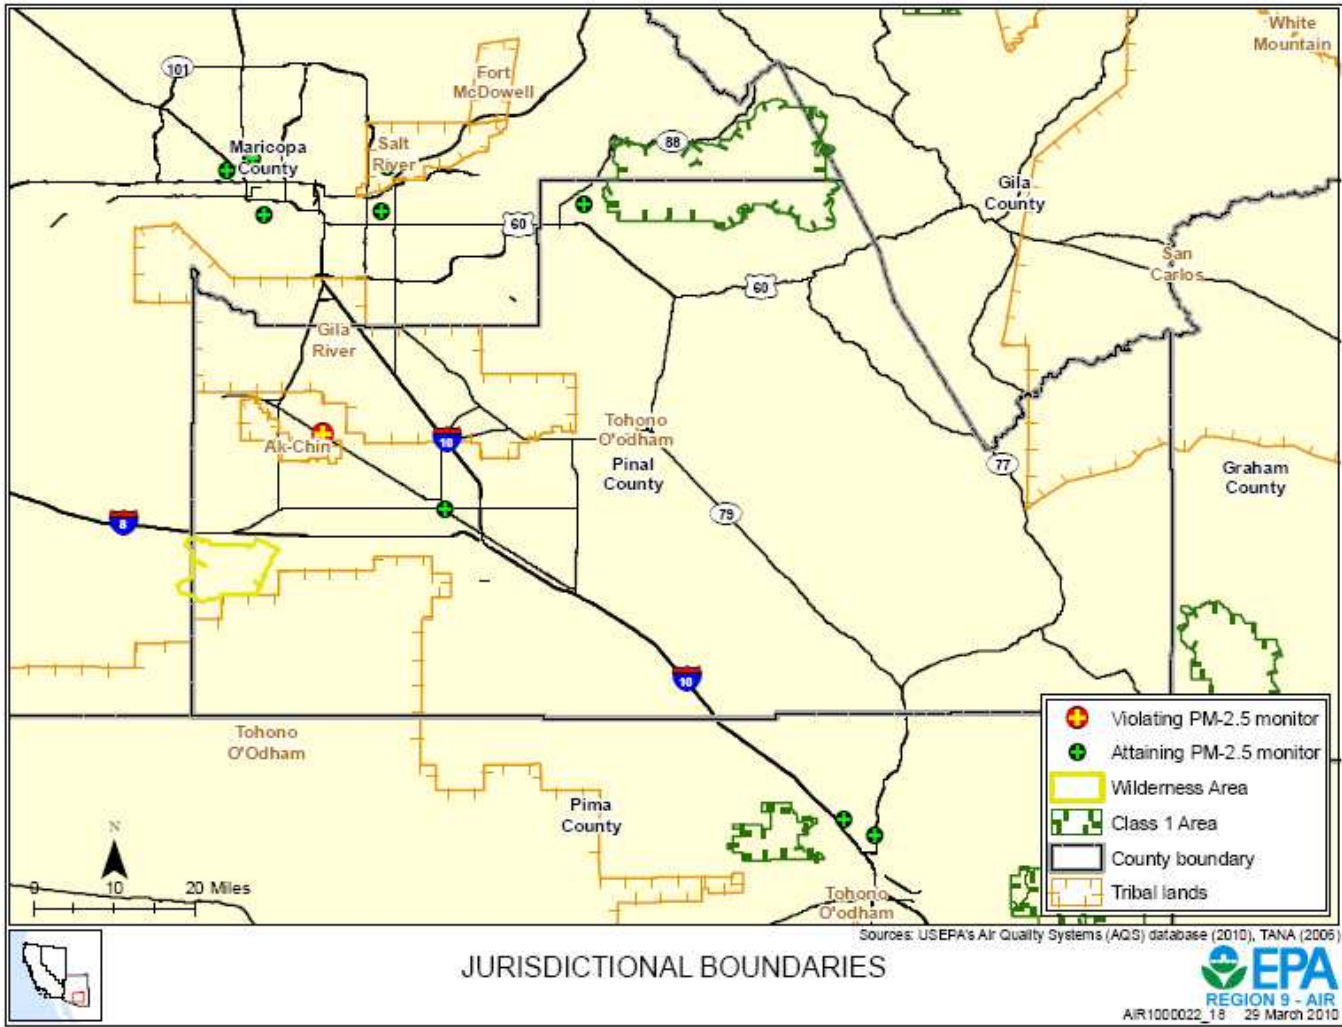 White
Mountain
101
Fort
McDowell
Maricopa
County
Salt
River
88
Gila
County
60
San
Carlos
60
Gila
River
Tohono
O'odham
Ak-Chin
10
Pinal
County
77
Graham
County
8
79
10
Tohono
O'Odham
Pima
County
Tohono
O'odham
N
0 10 20 Miles
Violating PM-2.5 monitor
Attaining PM-2.5 monitor
Wilderness Area
Class 1 Area
County boundary
Tribal lands
Sources: USEPA's Air Quality Systems (AQS) database (2010), TANA (2006)
JURISDICTIONAL BOUNDARIES
EPA
REGION 9 - AIR
AIR1000022_18 29 March 2010